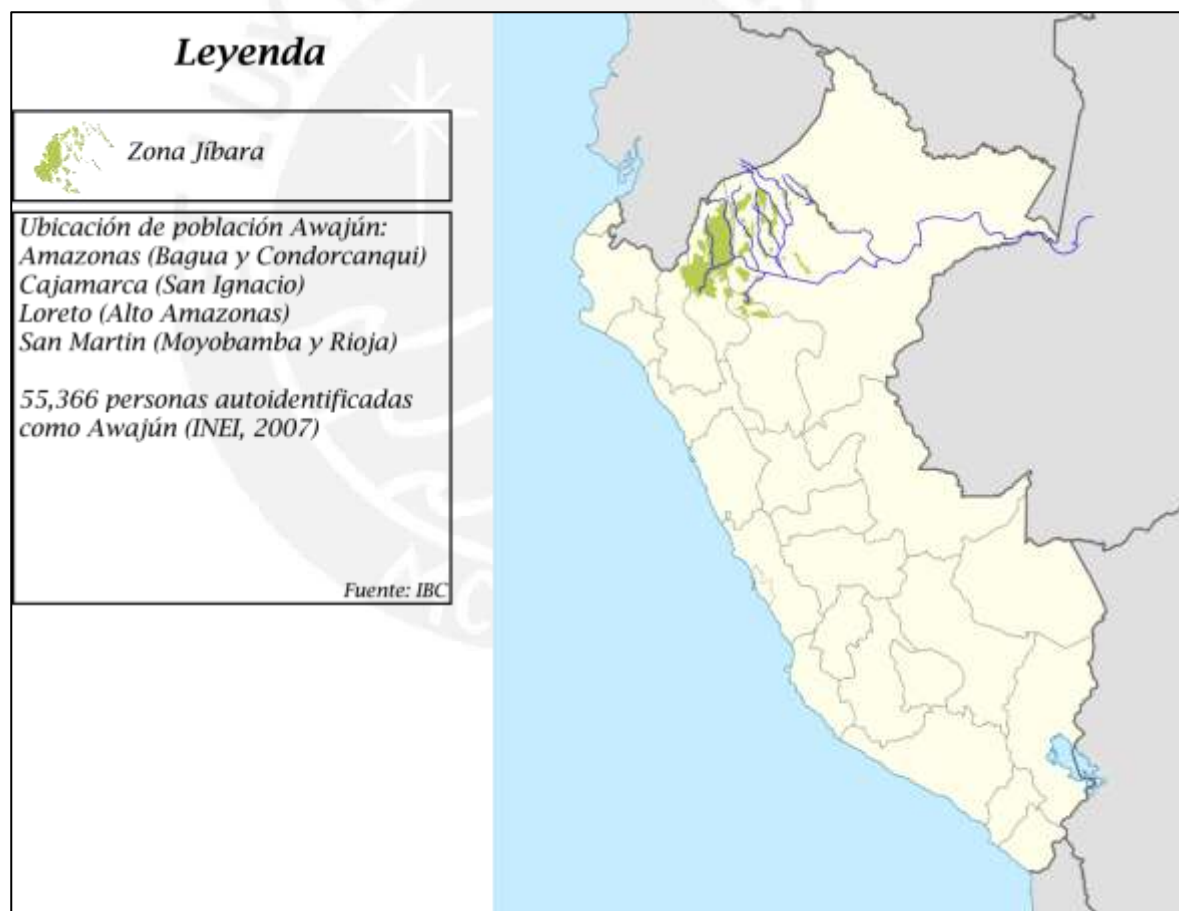 Leyenda
Zona Jíbara
Ubicación de población Awajún:
Amazonas (Bagua y Condorcanqui)
Cajamarca (San Ignacio)
Loreto (Alto Amazonas)
San Martin (Moyobamba y Rioja)
55,366 personas autoidentificadas
como Awajún (INEI, 2007)
Fuente: IBC